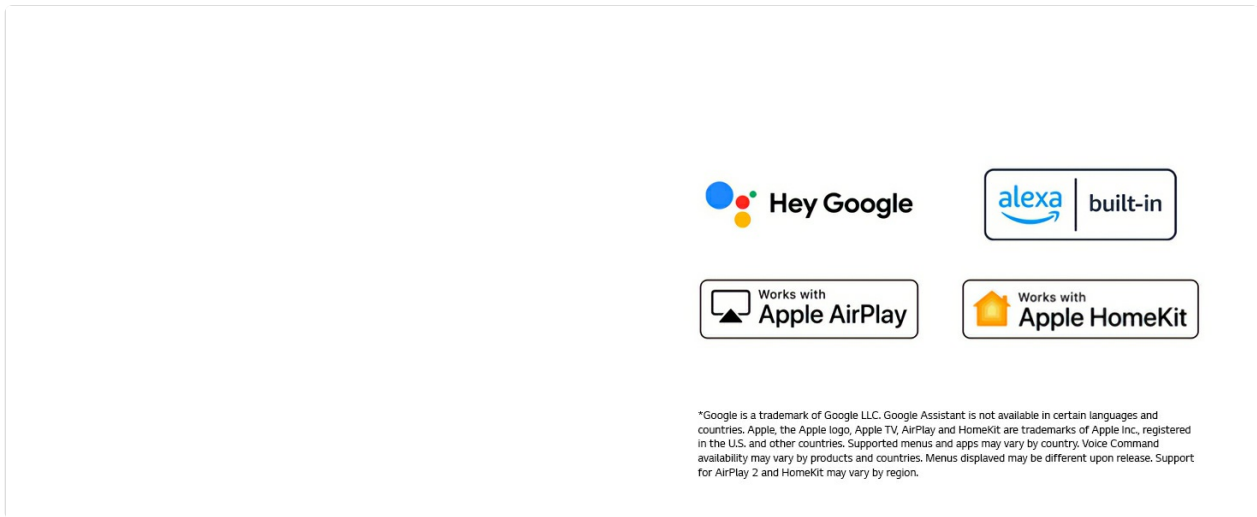 Hey Google
alexa built-in
Works with
Apple AirPlay
Works with
Apple HomeKit
*Google is a trademark of Google LLC. Google Assistant is not available in certain languages and
countries. Apple, the Apple logo, Apple TV, AirPlay and HomeKit are trademarks of Apple Inc., registered
in the U.S. and other countries. Supported menus and apps may vary by country. Voice Command
availability may vary by products and countries. Menus displaved may be different upon release. Support
for AirPlay 2 and HomeKit may vary by region.